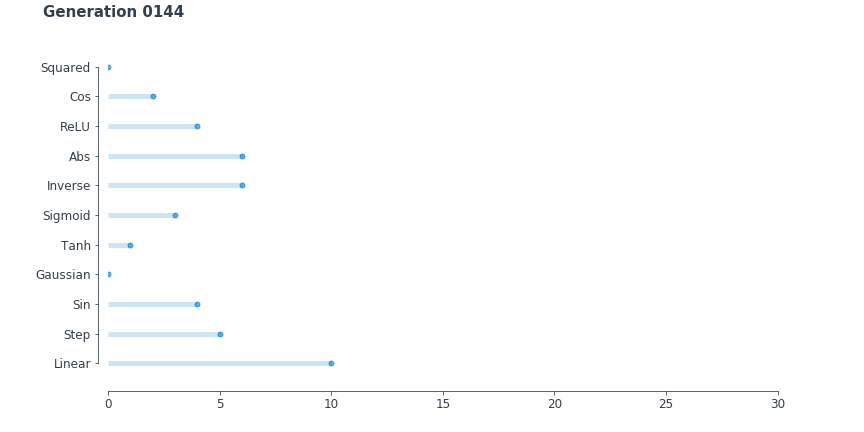 Generation 0144
Squared
Cos
ReLU
Abs
Inverse
Sigmoid
Tanh
Gaussian
Sin
Step
Linear
0 5 10 15 20 25 30